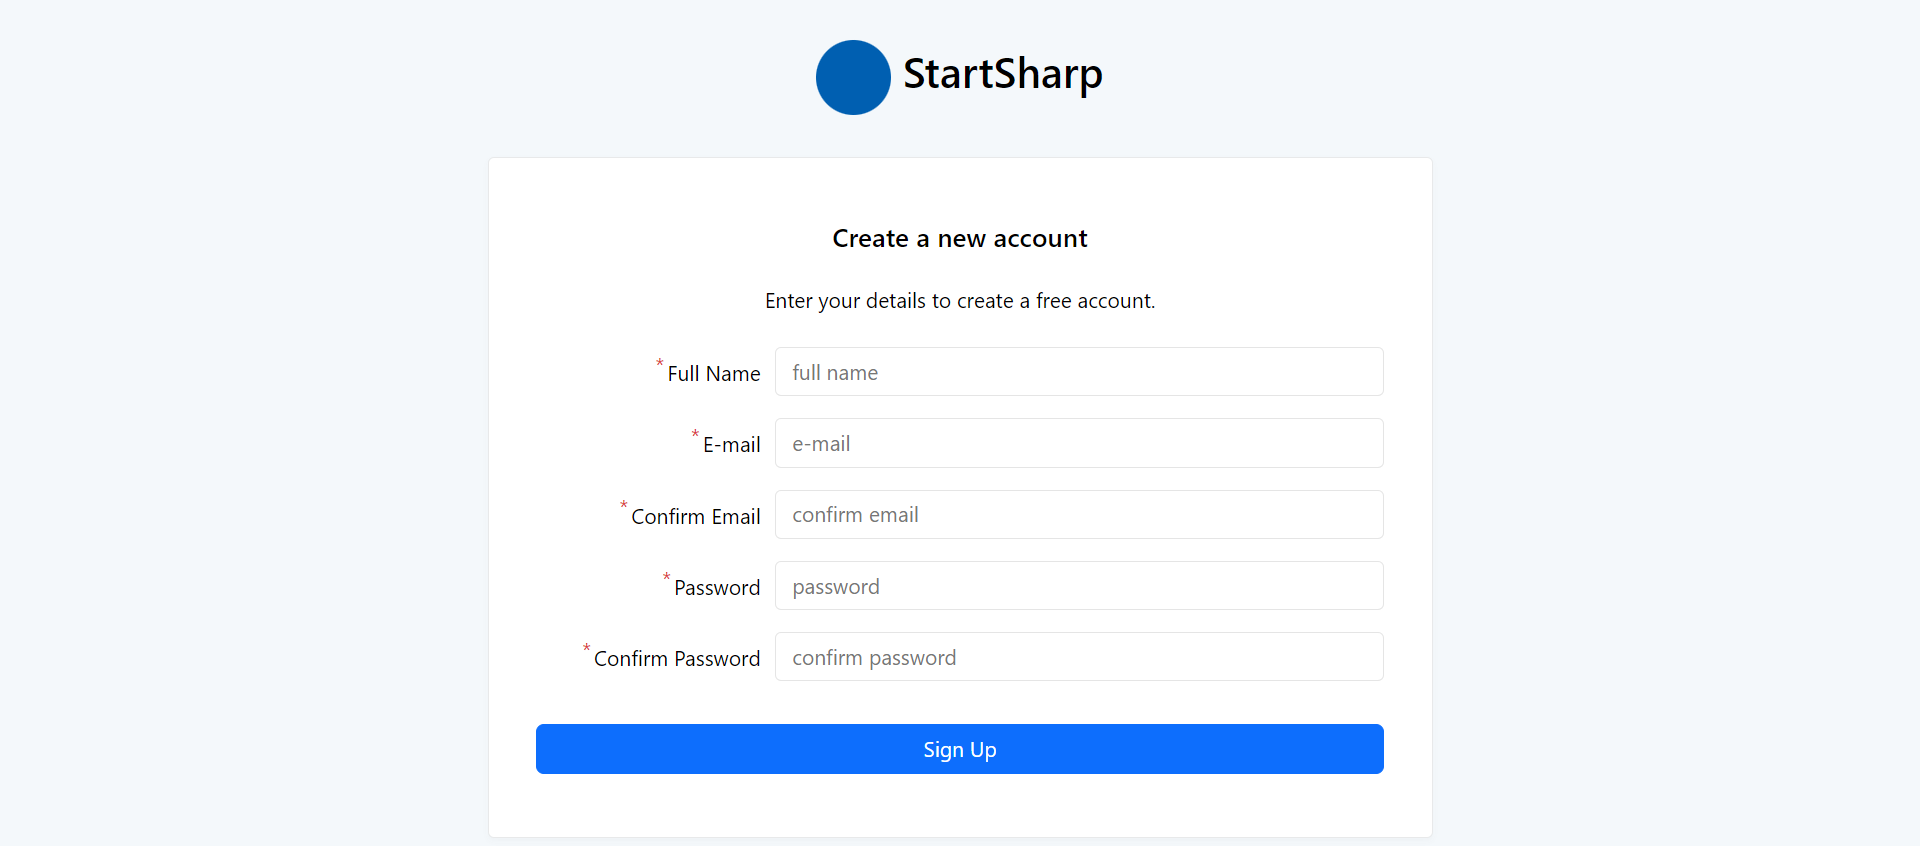 StartSharp
Create a new account
Enter your details to create a free account.
* Full Name full name
* E-mail e-mail
* Confirm Email confirm email
* Password password
* Confirm Password confirm password
Sign Up